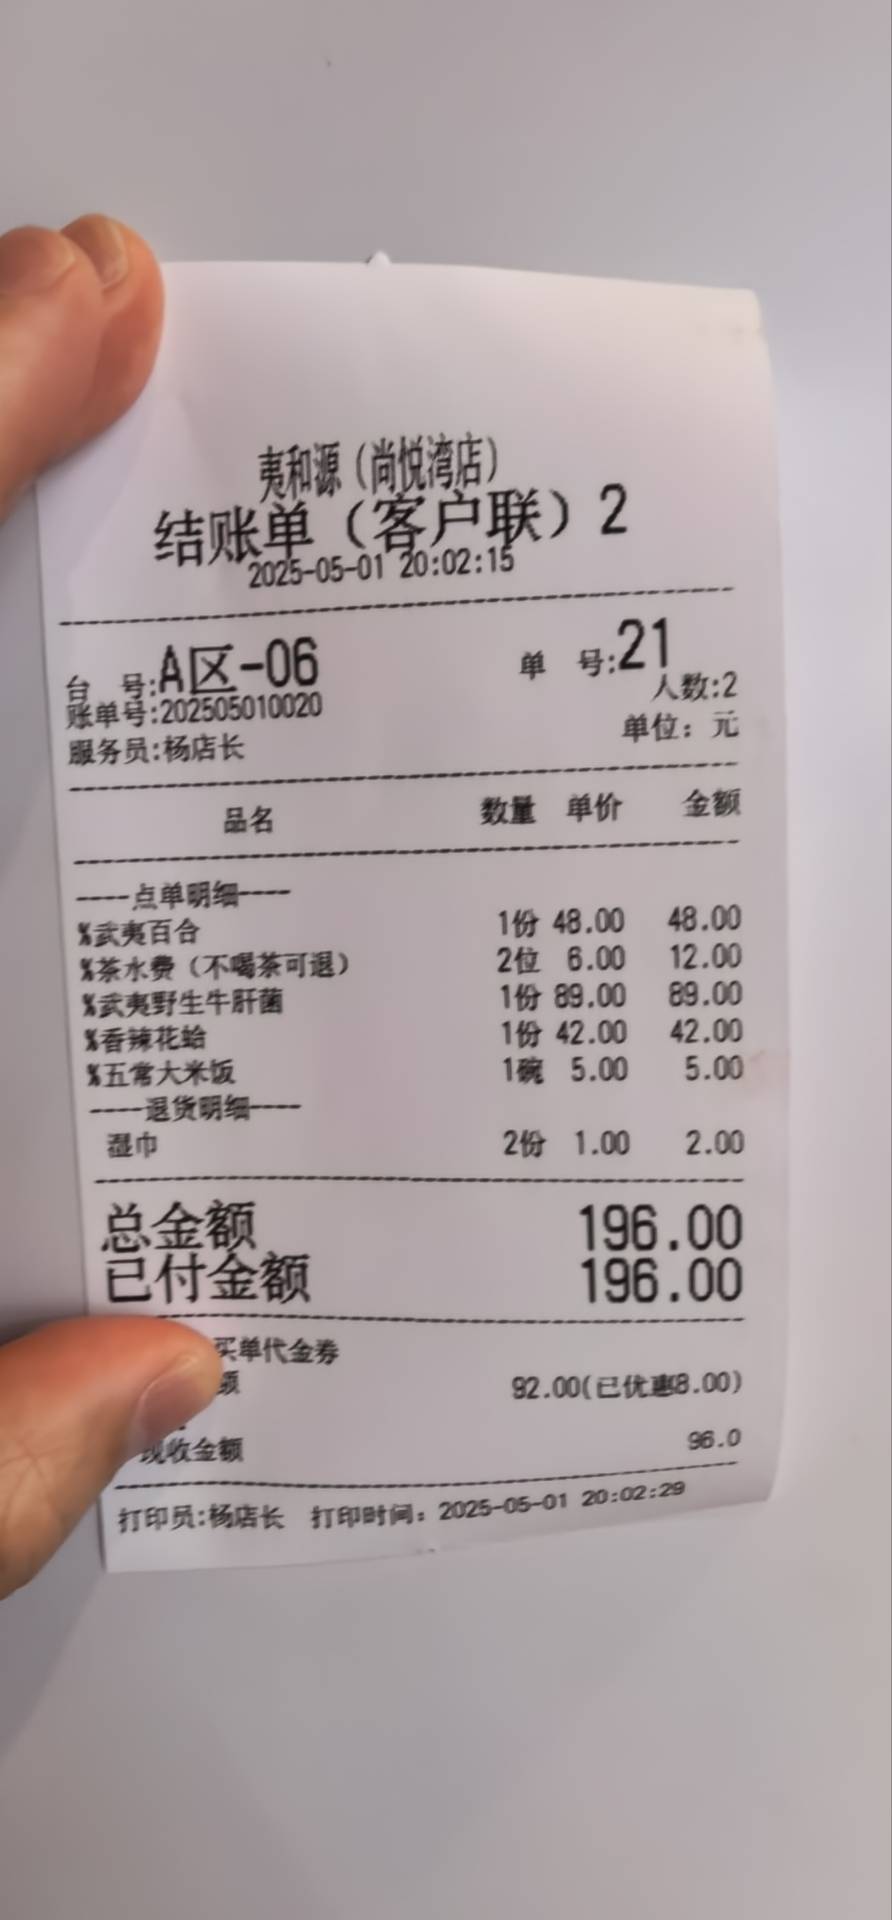 夷和源（尚悦湾店）
结账单（客户联）2
2025-05-01 20:02:15
台 号:A区-06 单 号:21
人数:2
账单号:202505010020
单位：元
服务员:杨店长
品名 数量 单价 金额
----点单明细----
%武夷百合 1份 48.00 48.00
%茶水费（不喝茶可退） 2位 6.00 12.00
%武夷野生牛肝菌 1份 89.00 89.00
%香辣花蛤 1份 42.00 42.00
%五常大米饭 1碗 5.00 5.00
----退货明细----
湿巾 2份 1.00 2.00
总金额 196.00
已付金额 196.00
买单代金券
额 92.00(已优惠8.00)
现收金额 96.0
打印员:杨店长 打印时间：2025-05-01 20:02:29